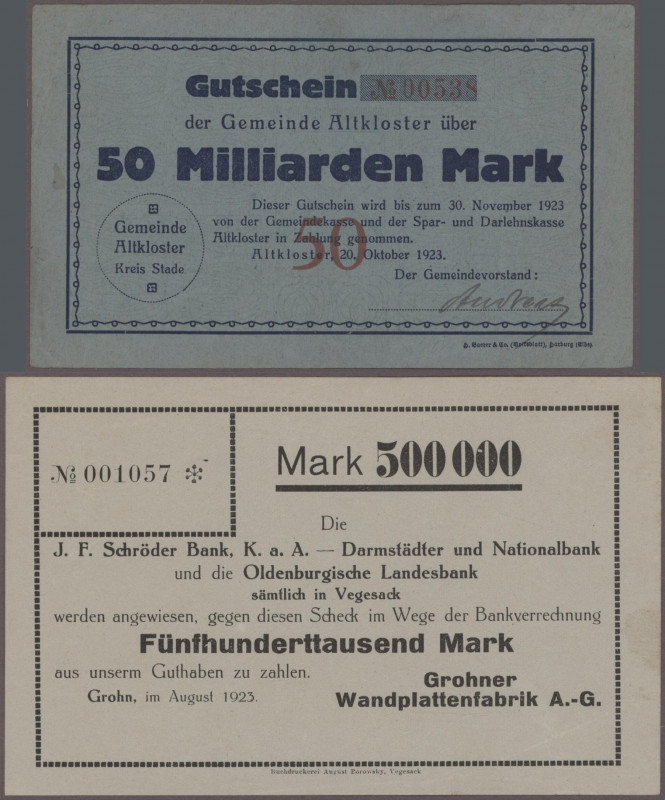 Gutschein № 00538
der Gemeinde Altkloster über
50 Milliarden Mark
Gemeinde
Altkloster
Kreis Stade
Dieser Gutschein wird bis zum 30. November 1923
von der Gemeindekasse und der Spar- und Darlehnskasse
Altkloster in Zahlung genommen.
50
Altkloster, 20. Oktober 1923.
Der Gemeindevorstand:
№ 001057
Mark 500 000
Die
J. F. Schröder Bank, K. a. A. — Darmstädter und Nationalbank
und die Oldenburgische Landesbank
sämtlich in Vegesack
werden angewiesen, gegen diesen Scheck im Wege der Bankverrechnung
Fünfhunderttausend Mark
aus unserm Guthaben zu zahlen.
Grohn, im August 1923.
Grohner
Wandplattenfabrik A.-G.
Buchdruckerei August Borowsky, Vegesack